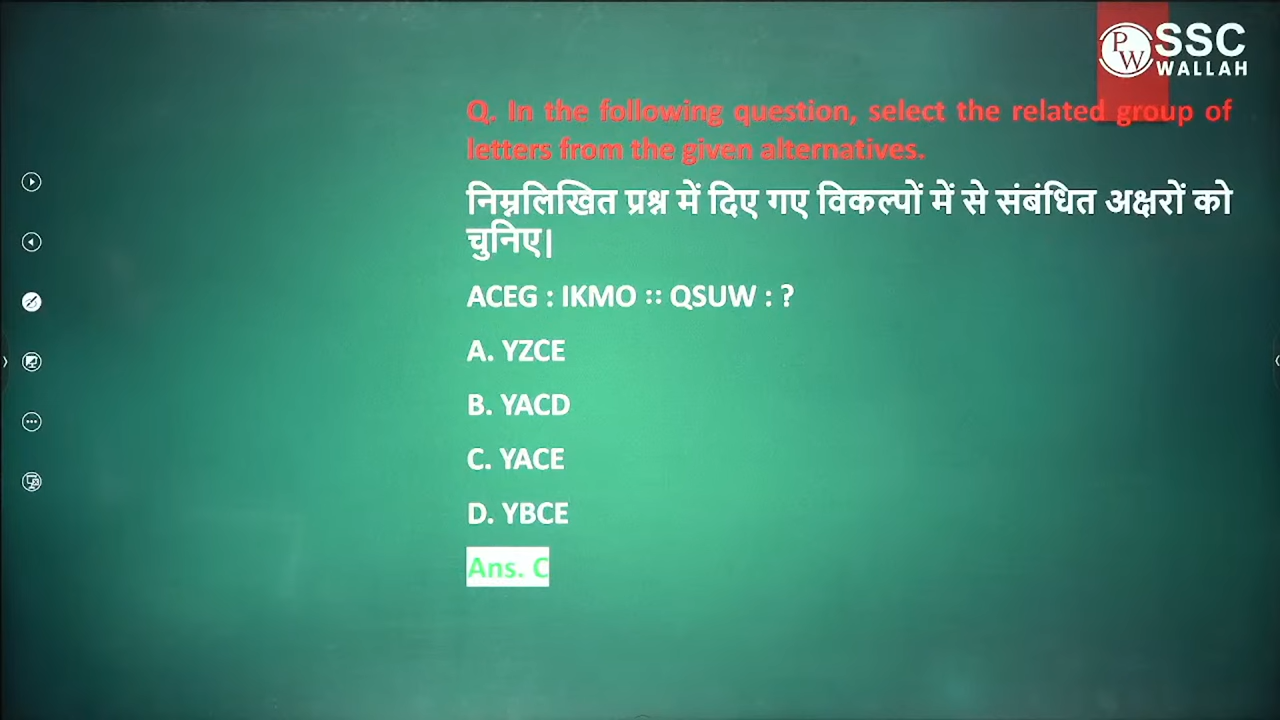 PW SSC
WALLAH
Q. In the following question, select the related group of
letters from the given alternatives.
निम्नलिखित प्रश्न में दिए गए विकल्पों में से संबंधित अक्षरों को
चुनिए।
ACEG : IKMO :: QSUW : ?
A. YZCE
B. YACD
C. YACE
D. YBCE
Ans. C